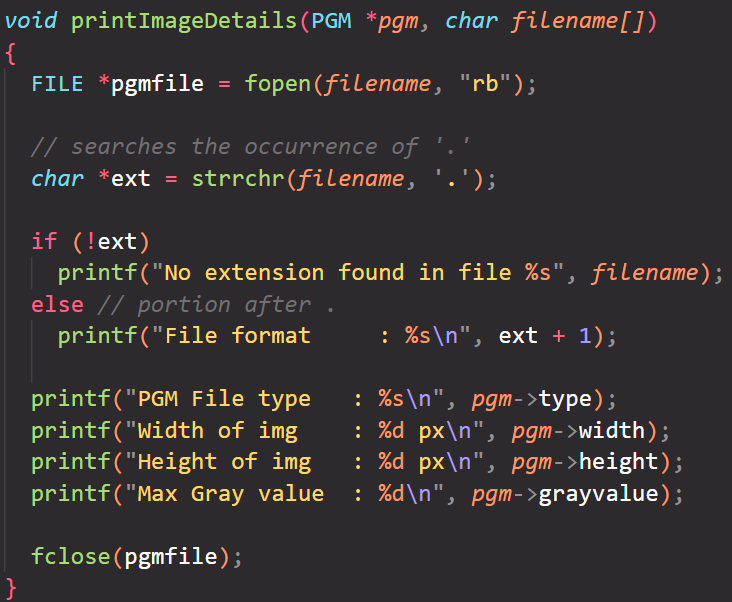 void printImageDetails(PGM *pgm, char filename[])
{
  FILE *pgmfile = fopen(filename, "rb");

  // searches the occurrence of '.'
  char *ext = strrchr(filename, '.');

  if (!ext)
    printf("No extension found in file %s", filename);
  else // portion after .
    printf("File format     : %s\n", ext + 1);

  printf("PGM File type   : %s\n", pgm->type);
  printf("Width of img    : %d px\n", pgm->width);
  printf("Height of img   : %d px\n", pgm->height);
  printf("Max Gray value  : %d\n", pgm->grayvalue);

  fclose(pgmfile);
}